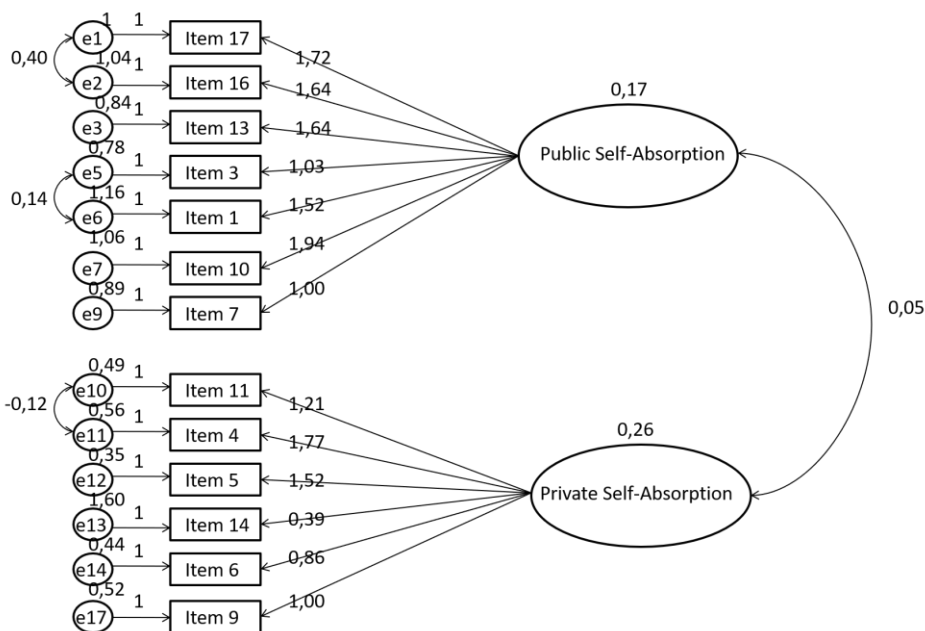 1 1
e1 Item 17 1,72
0,40
1,04 1
e2 Item 16 1,64
0,84 1
e3 Item 13 1,64
0,78 1
e5 Item 3 1,03
0,14
1,16 1
e6 Item 1 1,52
1,06 1
e7 Item 10 1,94
0,89 1
e9 Item 7 1,00
0,17
Public Self-Absorption
0,05
0,49 1
e10 Item 11 1,21
-0,12
0,56 1
e11 Item 4 1,77
0,35 1
e12 Item 5 1,52
1,60 1
e13 Item 14 0,39
0,44 1
e14 Item 6 0,86
0,52 1
e17 Item 9 1,00
0,26
Private Self-Absorption